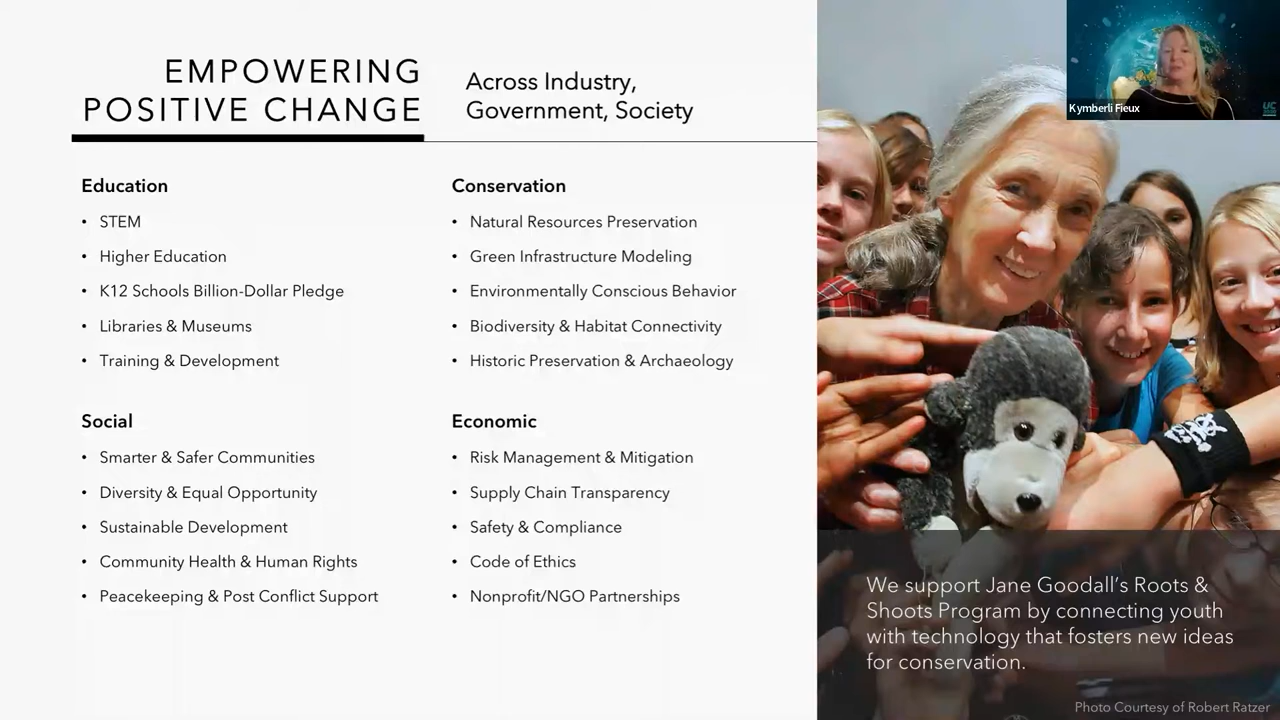 EMPOWERING
POSITIVE CHANGE
Across Industry,
Government, Society
Education
• STEM
• Higher Education
• K12 Schools Billion-Dollar Pledge
• Libraries & Museums
• Training & Development
Conservation
• Natural Resources Preservation
• Green Infrastructure Modeling
• Environmentally Conscious Behavior
• Biodiversity & Habitat Connectivity
• Historic Preservation & Archaeology
Social
• Smarter & Safer Communities
• Diversity & Equal Opportunity
• Sustainable Development
• Community Health & Human Rights
• Peacekeeping & Post Conflict Support
Economic
• Risk Management & Mitigation
• Supply Chain Transparency
• Safety & Compliance
• Code of Ethics
• Nonprofit/NGO Partnerships
Kymberli Fieux
UC
We support Jane Goodall's Roots &
Shoots Program by connecting youth
with technology that fosters new ideas
for conservation.
Photo Courtesy of Robert Ratzer